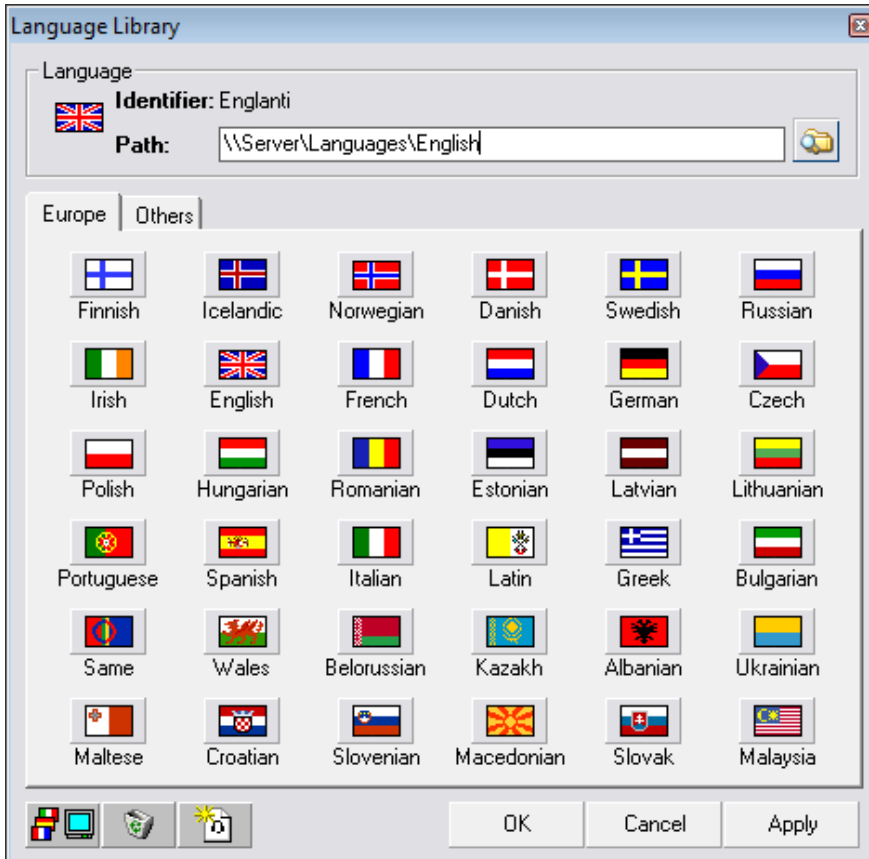 Language Library
Language
Identifier: Englanti
Path: \\Server\Languages\English
Europe Others
Finnish Icelandic Norwegian Danish Swedish Russian
Irish English French Dutch German Czech
Polish Hungarian Romanian Estonian Latvian Lithuanian
Portuguese Spanish Italian Latin Greek Bulgarian
Same Wales Belorussian Kazakh Albanian Ukrainian
Maltese Croatian Slovenian Macedonian Slovak Malaysia
OK Cancel Apply